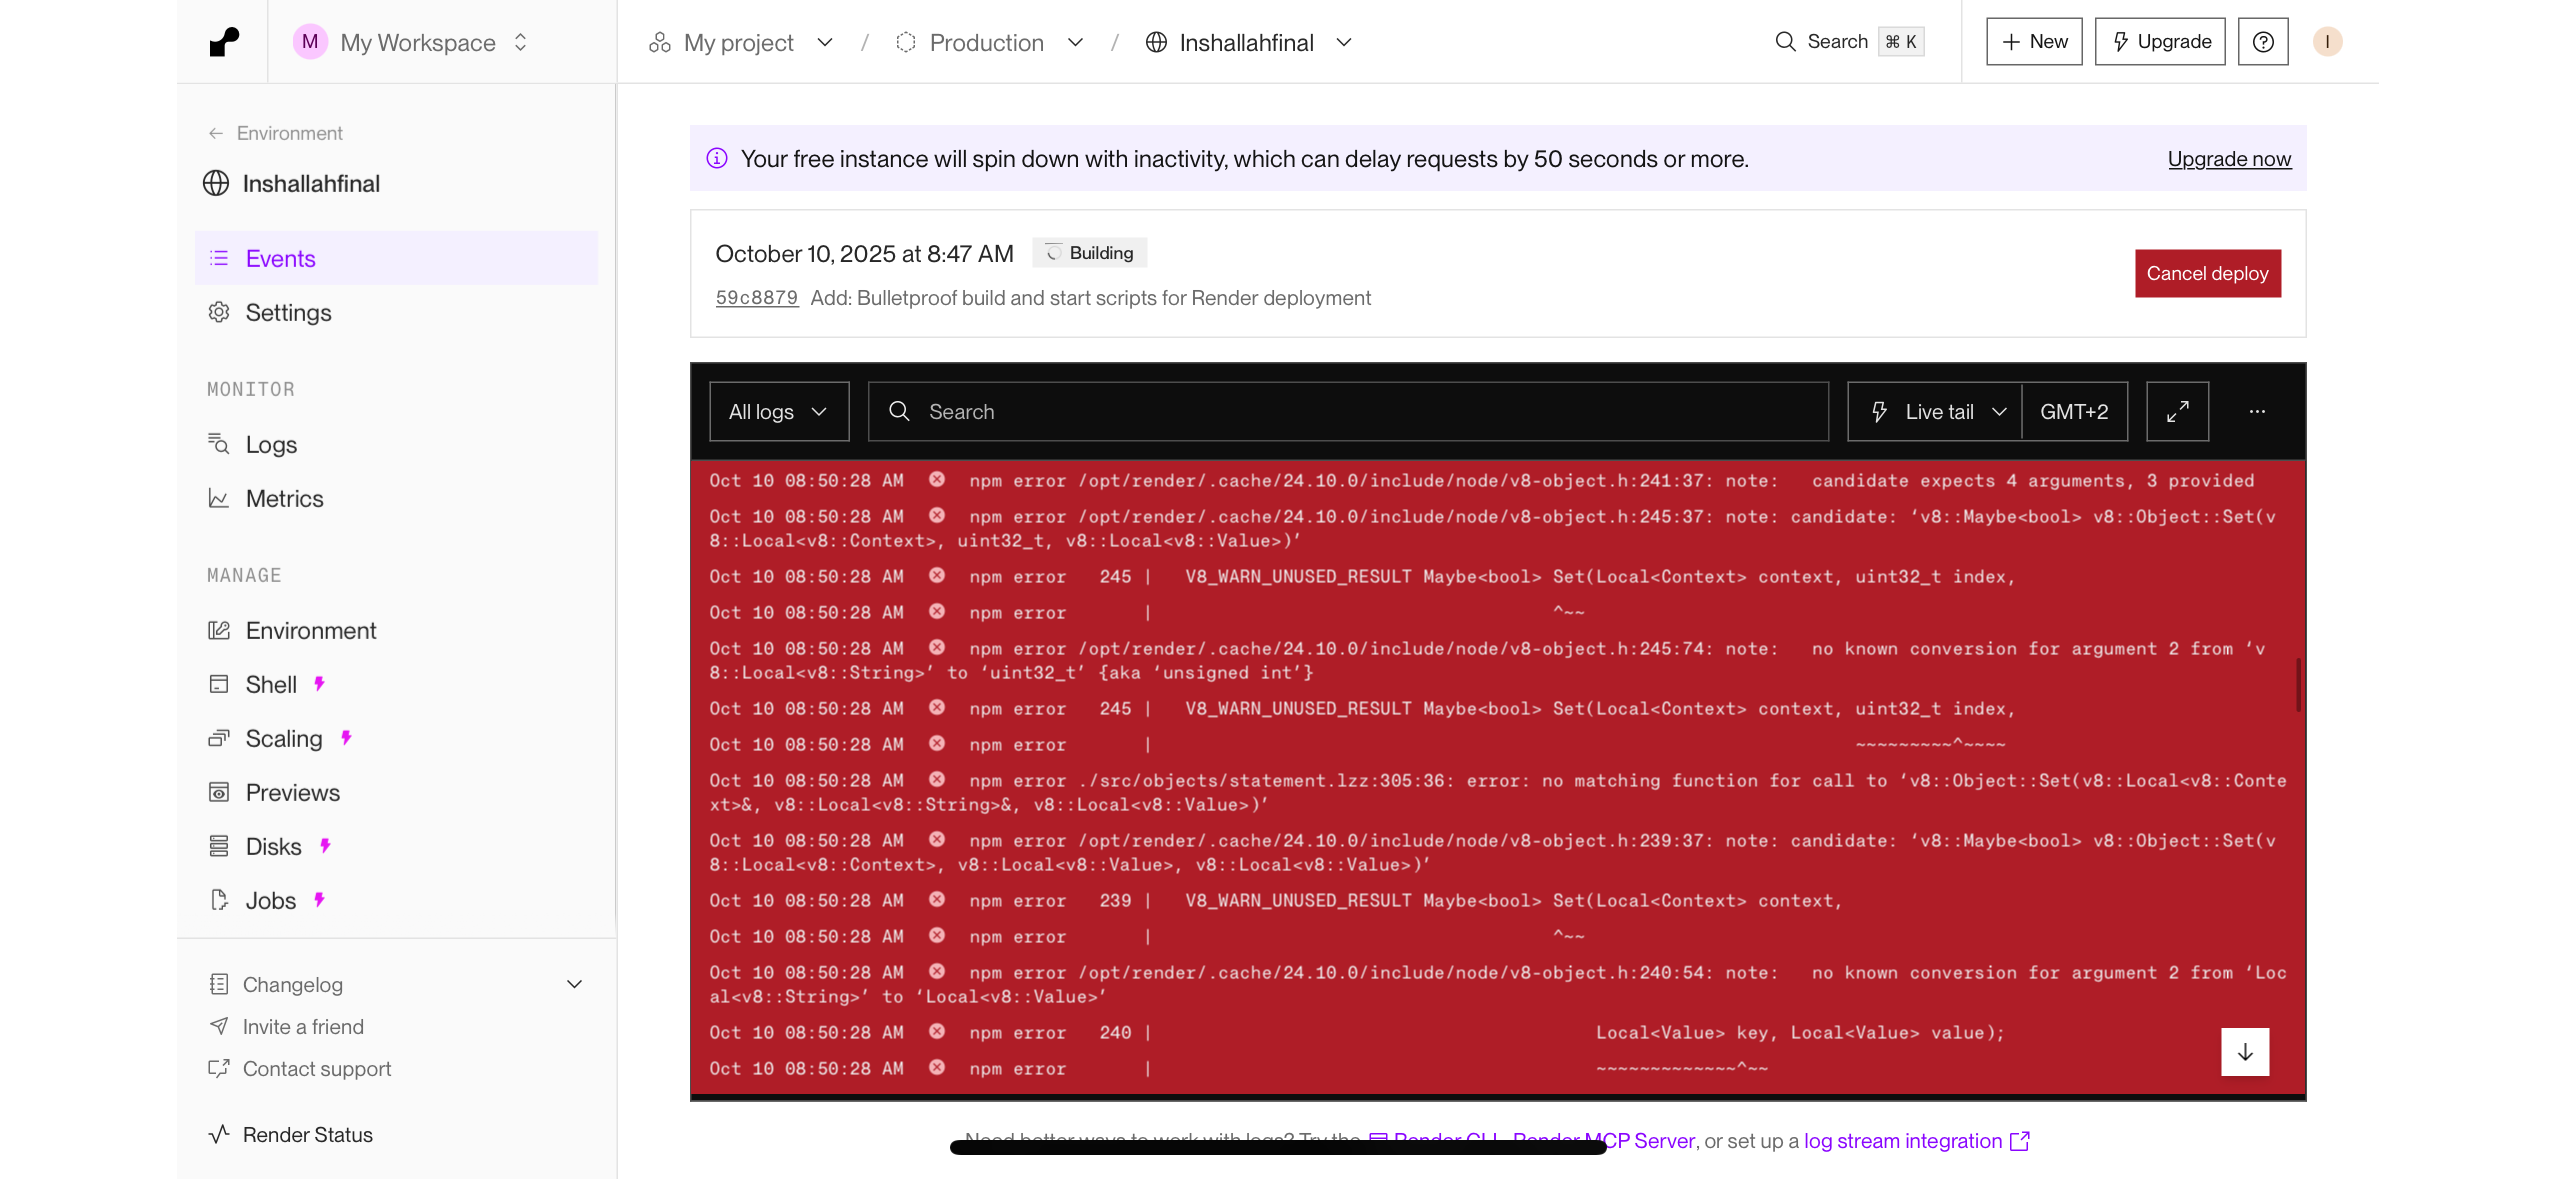 M My Workspace
My project / Production / Inshallahfinal
Search ⌘ K
+ New
Upgrade
I
← Environment
Inshallahfinal
Events
Settings
MONITOR
Logs
Metrics
MANAGE
Environment
Shell
Scaling
Previews
Disks
Jobs
Changelog
Invite a friend
Contact support
Render Status
Your free instance will spin down with inactivity, which can delay requests by 50 seconds or more.
Upgrade now
October 10, 2025 at 8:47 AM Building
59c8879 Add: Bulletproof build and start scripts for Render deployment
Cancel deploy
All logs
Search
Live tail
GMT+2
Oct 10 08:50:28 AM npm error /opt/render/.cache/24.10.0/include/node/v8-object.h:241:37: note:   candidate expects 4 arguments, 3 provided
Oct 10 08:50:28 AM npm error /opt/render/.cache/24.10.0/include/node/v8-object.h:245:37: note: candidate: ‘v8::Maybe<bool> v8::Object::Set(v
8::Local<v8::Context>, uint32_t, v8::Local<v8::Value>)’
Oct 10 08:50:28 AM npm error   245 |   V8_WARN_UNUSED_RESULT Maybe<bool> Set(Local<Context> context, uint32_t index,
Oct 10 08:50:28 AM npm error       |                                     ^~~
Oct 10 08:50:28 AM npm error /opt/render/.cache/24.10.0/include/node/v8-object.h:245:74: note:   no known conversion for argument 2 from ‘v
8::Local<v8::String>’ to ‘uint32_t’ {aka ‘unsigned int’}
Oct 10 08:50:28 AM npm error   245 |   V8_WARN_UNUSED_RESULT Maybe<bool> Set(Local<Context> context, uint32_t index,
Oct 10 08:50:28 AM npm error       |                                                                 ~~~~~~~~~^~~~~
Oct 10 08:50:28 AM npm error ./src/objects/statement.lzz:305:36: error: no matching function for call to ‘v8::Object::Set(v8::Local<v8::Conte
xt>&, v8::Local<v8::String>&, v8::Local<v8::Value>)’
Oct 10 08:50:28 AM npm error /opt/render/.cache/24.10.0/include/node/v8-object.h:239:37: note: candidate: ‘v8::Maybe<bool> v8::Object::Set(v
8::Local<v8::Context>, v8::Local<v8::Value>, v8::Local<v8::Value>)’
Oct 10 08:50:28 AM npm error   239 |   V8_WARN_UNUSED_RESULT Maybe<bool> Set(Local<Context> context,
Oct 10 08:50:28 AM npm error       |                                     ^~~
Oct 10 08:50:28 AM npm error /opt/render/.cache/24.10.0/include/node/v8-object.h:240:54: note:   no known conversion for argument 2 from ‘Loc
al<v8::String>’ to ‘Local<v8::Value>’
Oct 10 08:50:28 AM npm error   240 |                                         Local<Value> key, Local<Value> value);
Oct 10 08:50:28 AM npm error       |                                         ~~~~~~~~~~~~~^~~
Need better ways to work with logs? Try the Render CLI, Render MCP Server, or set up a log stream integration